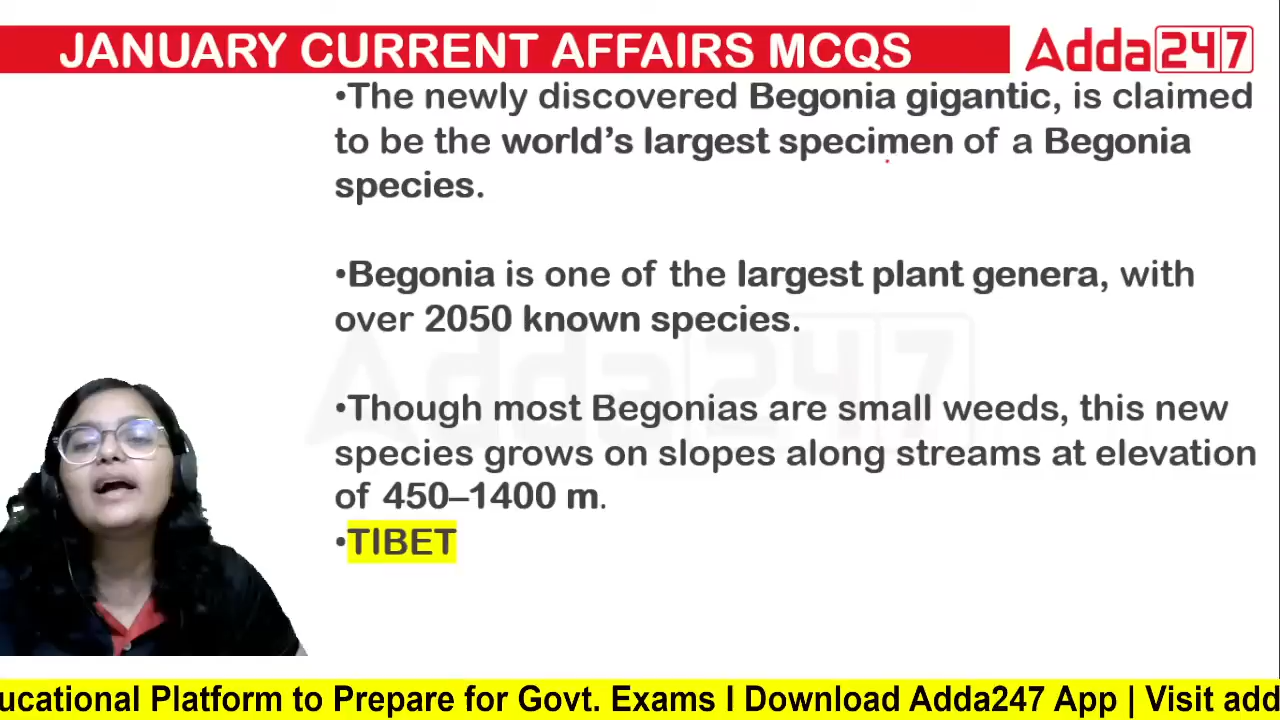 JANUARY CURRENT AFFAIRS MCQS
Adda247
•The newly discovered Begonia gigantic, is claimed
to be the world's largest specimen of a Begonia
species.
•Begonia is one of the largest plant genera, with
over 2050 known species.
•Though most Begonias are small weeds, this new
species grows on slopes along streams at elevation
of 450–1400 m.
•TIBET
Adda247
ucational Platform to Prepare for Govt. Exams I Download Adda247 App | Visit add